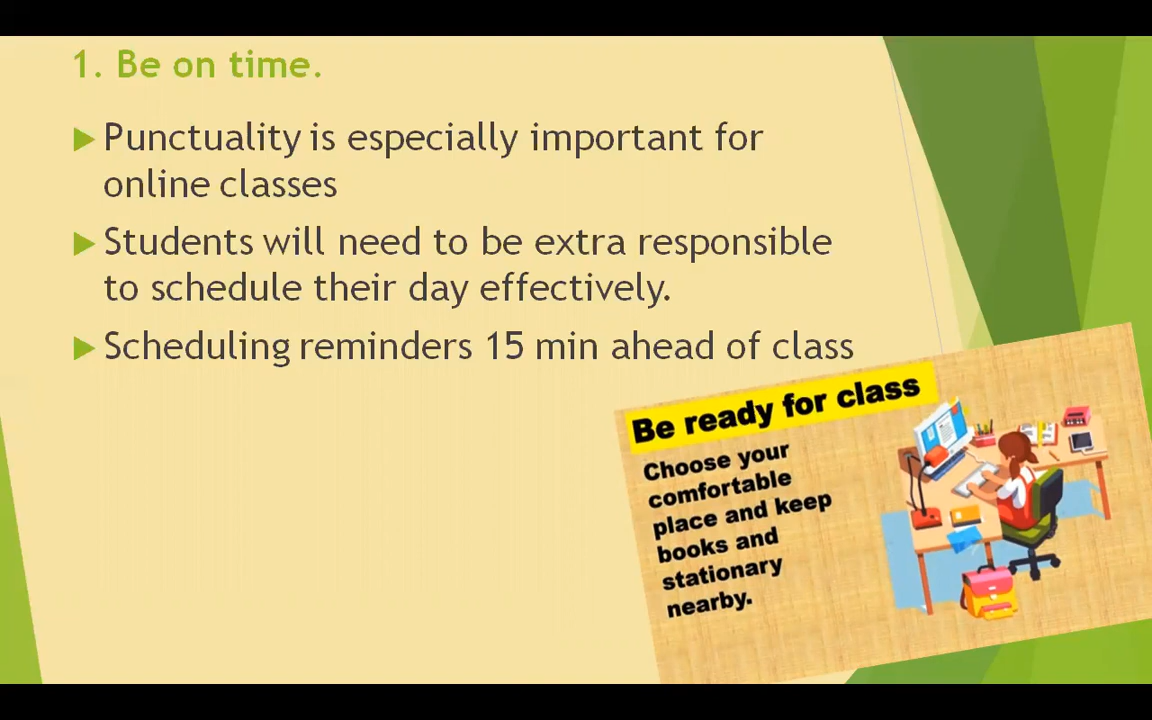 1. Be on time.
Punctuality is especially important for
online classes
Students will need to be extra responsible
to schedule their day effectively.
Scheduling reminders 15 min ahead of class
Be ready for class
Choose your
comfortable
place and keep
books and
stationary
nearby.